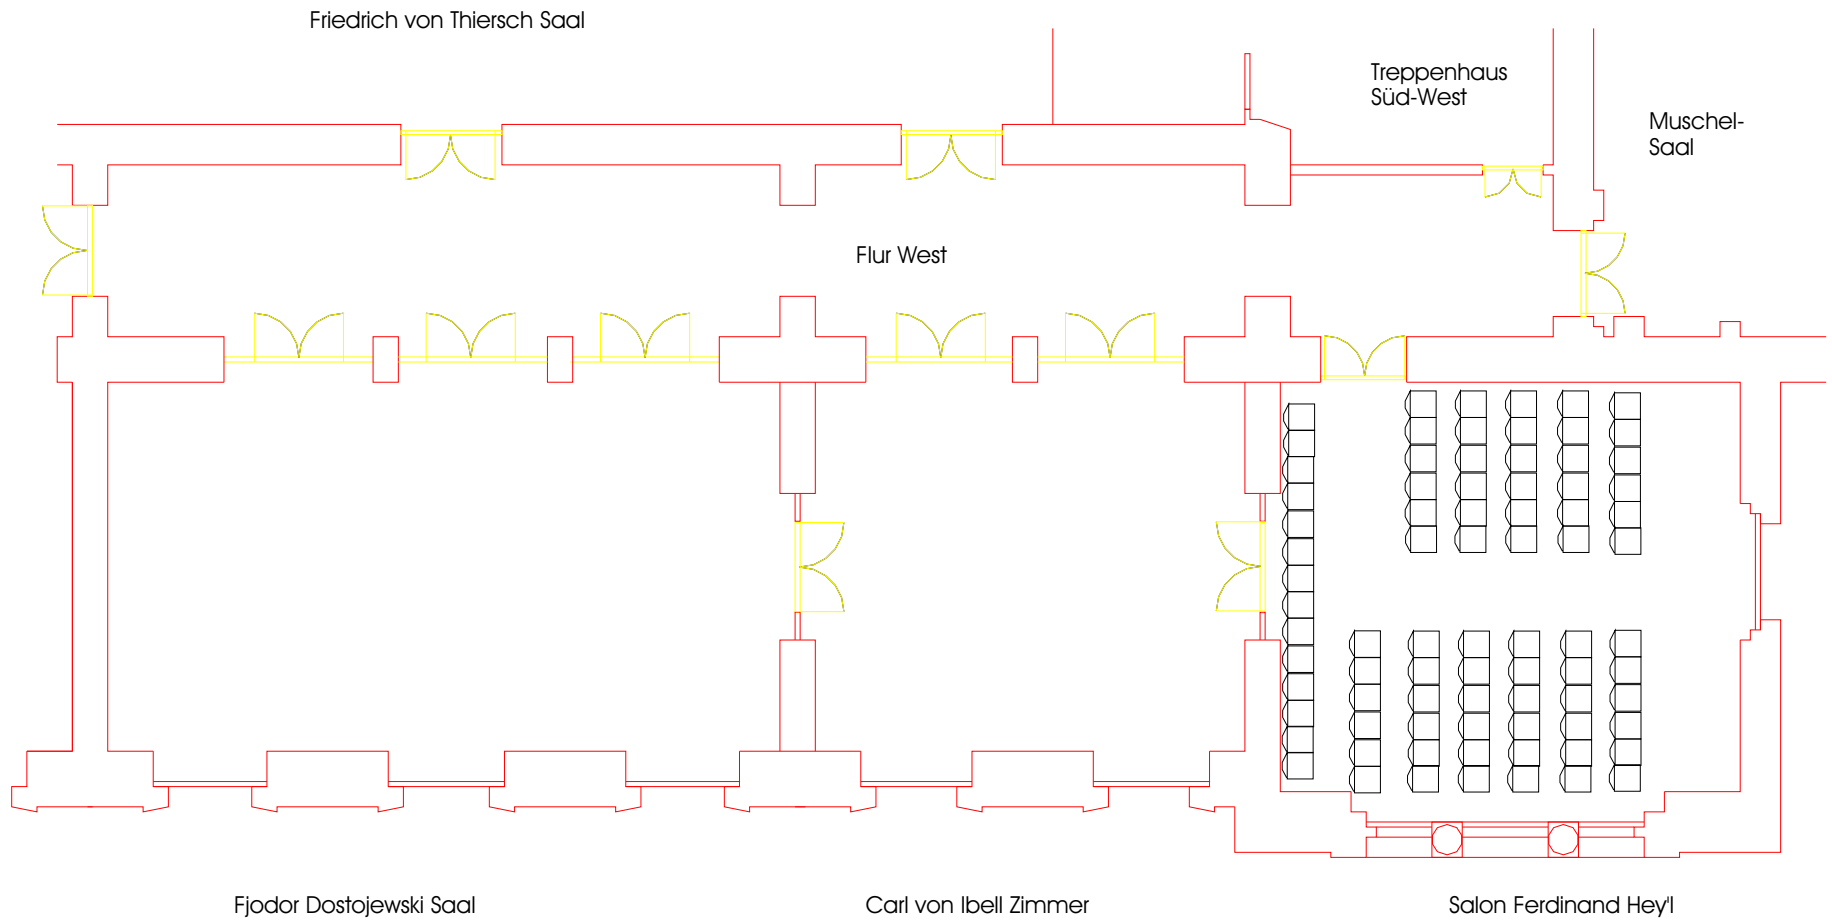 Friedrich von Thiersch Saal
Treppenhaus
Süd-West
Muschel-
Saal
Flur West
Fjodor Dostojewski Saal
Carl von Ibell Zimmer
Salon Ferdinand Hey'l